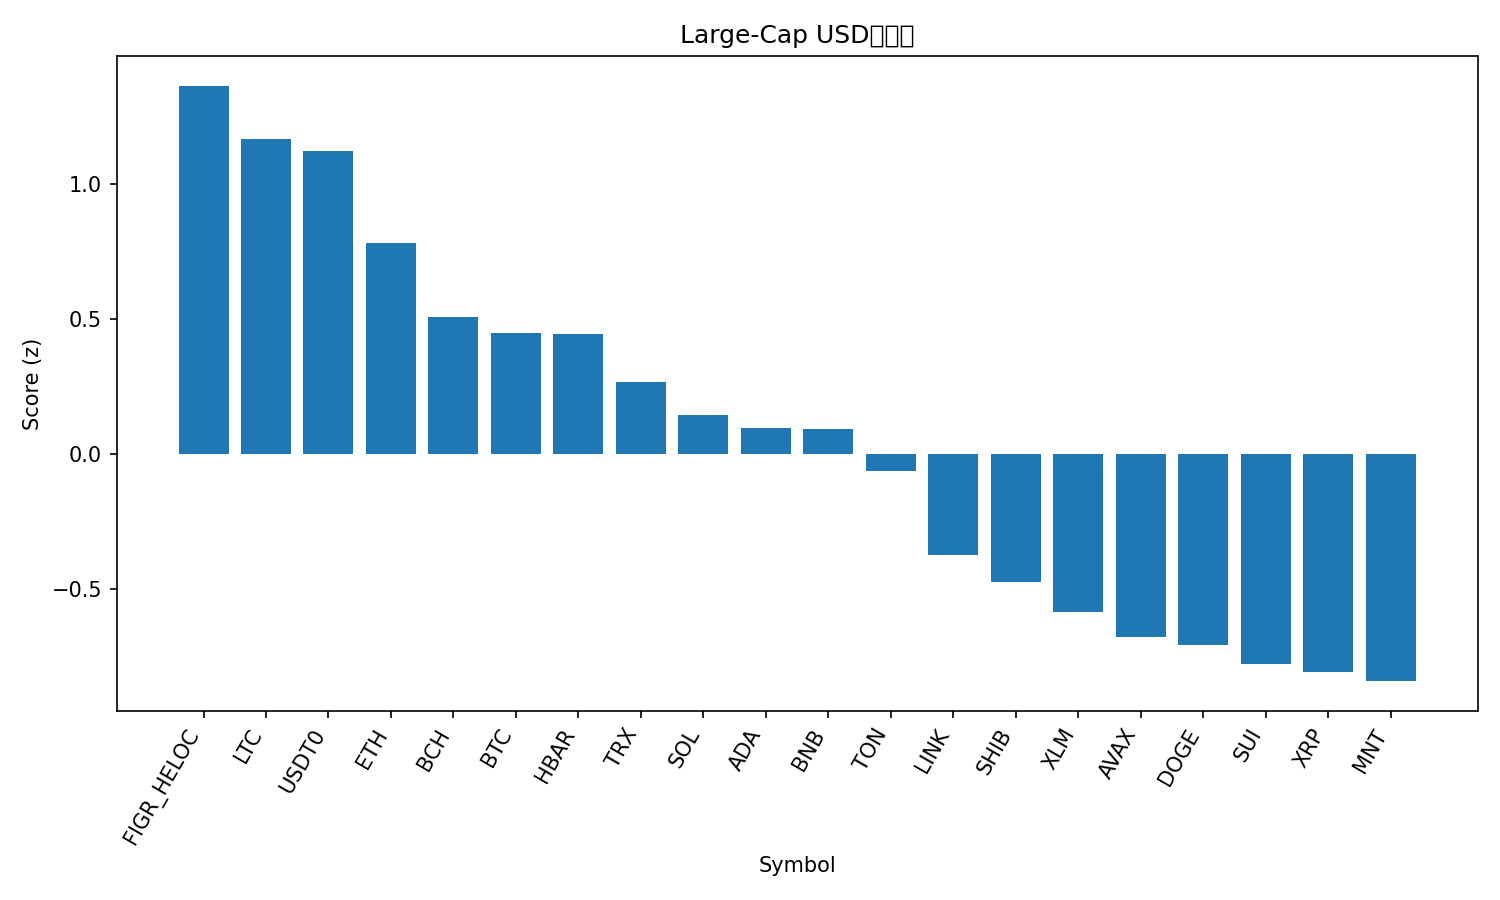 Large-Cap USD
Score (z)
1.0
0.5
0.0
−0.5
FIGR_HELOC
LTC
USDT0
ETH
BCH
BTC
HBAR
TRX
SOL
ADA
BNB
TON
LINK
SHIB
XLM
AVAX
DOGE
SUI
XRP
MNT
Symbol